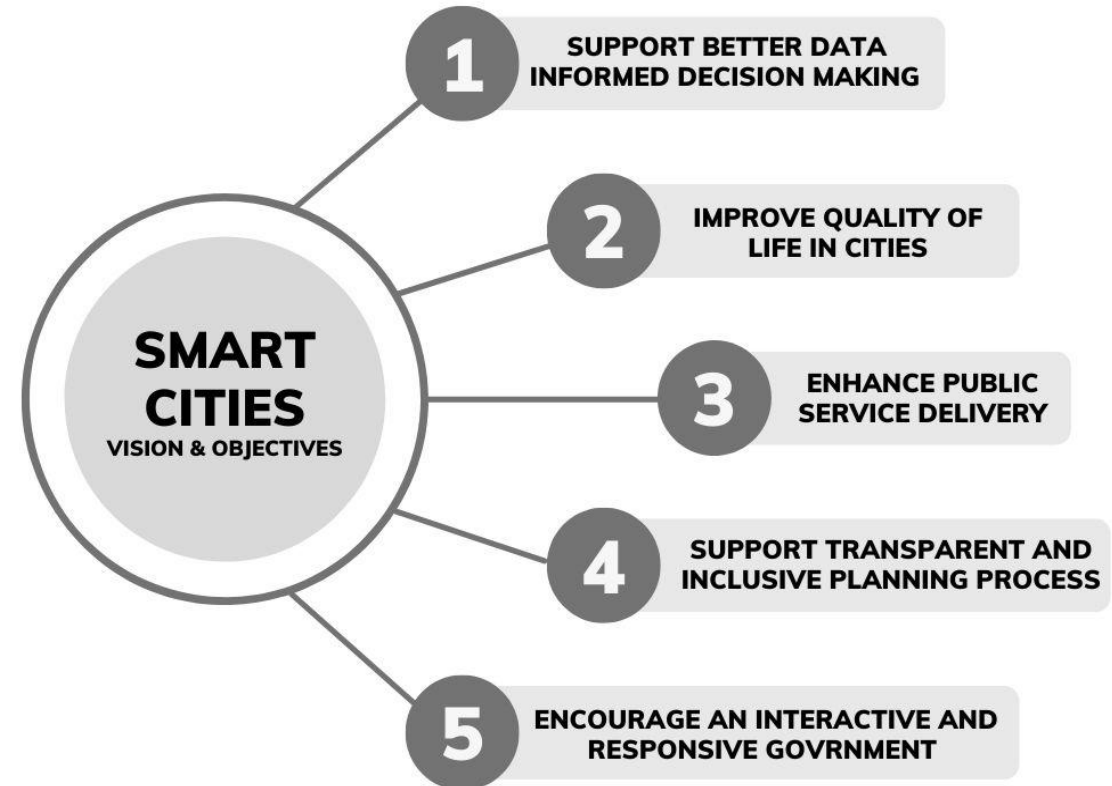 SMART
CITIES
VISION & OBJECTIVES
1
SUPPORT BETTER DATA
INFORMED DECISION MAKING
2
IMPROVE QUALITY OF
LIFE IN CITIES
3
ENHANCE PUBLIC
SERVICE DELIVERY
4
SUPPORT TRANSPARENT AND
INCLUSIVE PLANNING PROCESS
5
ENCOURAGE AN INTERACTIVE AND
RESPONSIVE GOVRNMENT